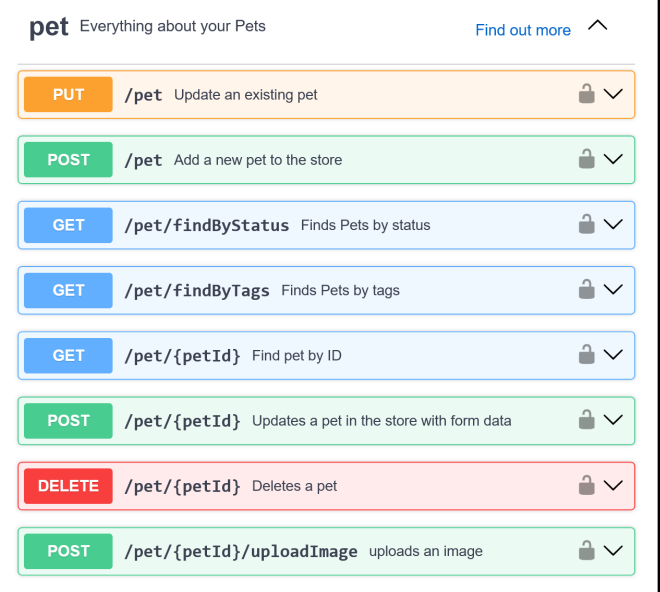 pet Everything about your Pets Find out more
PUT /pet Update an existing pet
POST /pet Add a new pet to the store
GET /pet/findByStatus Finds Pets by status
GET /pet/findByTags Finds Pets by tags
GET /pet/{petId} Find pet by ID
POST /pet/{petId} Updates a pet in the store with form data
DELETE /pet/{petId} Deletes a pet
POST /pet/{petId}/uploadImage uploads an image